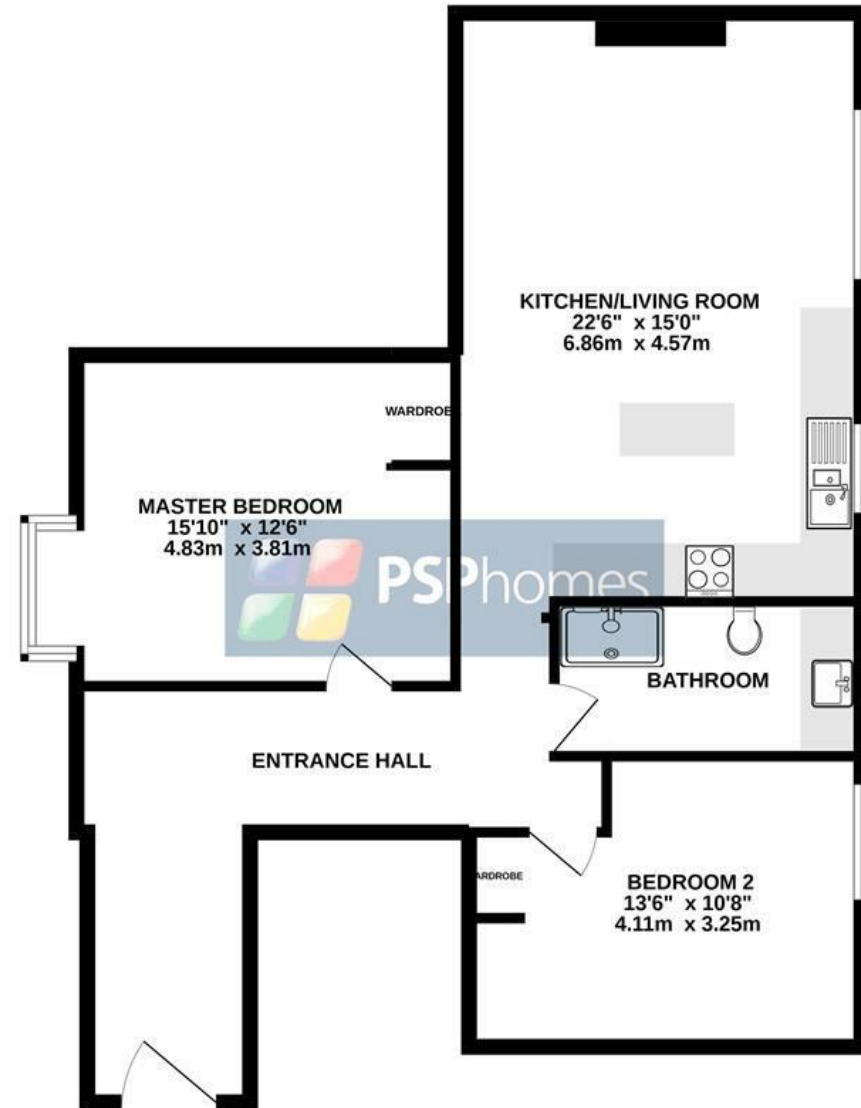 KITCHEN/LIVING ROOM
22'6" x 15'0"
6.86m x 4.57m
WARDROBE
MASTER BEDROOM
15'10" x 12'6"
4.83m x 3.81m
PSPhomes
BATHROOM
ENTRANCE HALL
ARDROBE
BEDROOM 2
13'6" x 10'8"
4.11m x 3.25m